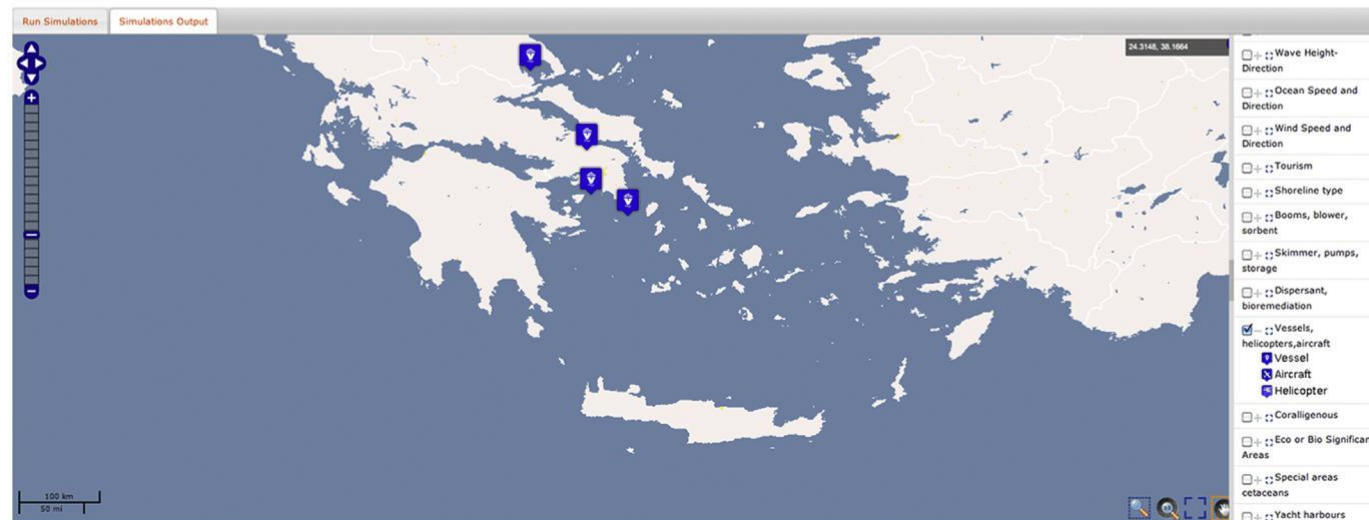 Run Simulations
Simulations Output
24.3148, 38.1664
Wave Height-
Direction
Ocean Speed and
Direction
Wind Speed and
Direction
Tourism
Shoreline type
Booms, blower,
sorbent
Skimmer, pumps,
storage
Dispersant,
bioremediation
Vessels,
helicopters,aircraft
Vessel
Aircraft
Helicopter
Coralligenous
Eco or Bio Significan
Areas
Special areas
cetaceans
Yacht harbours
100 km
50 mi